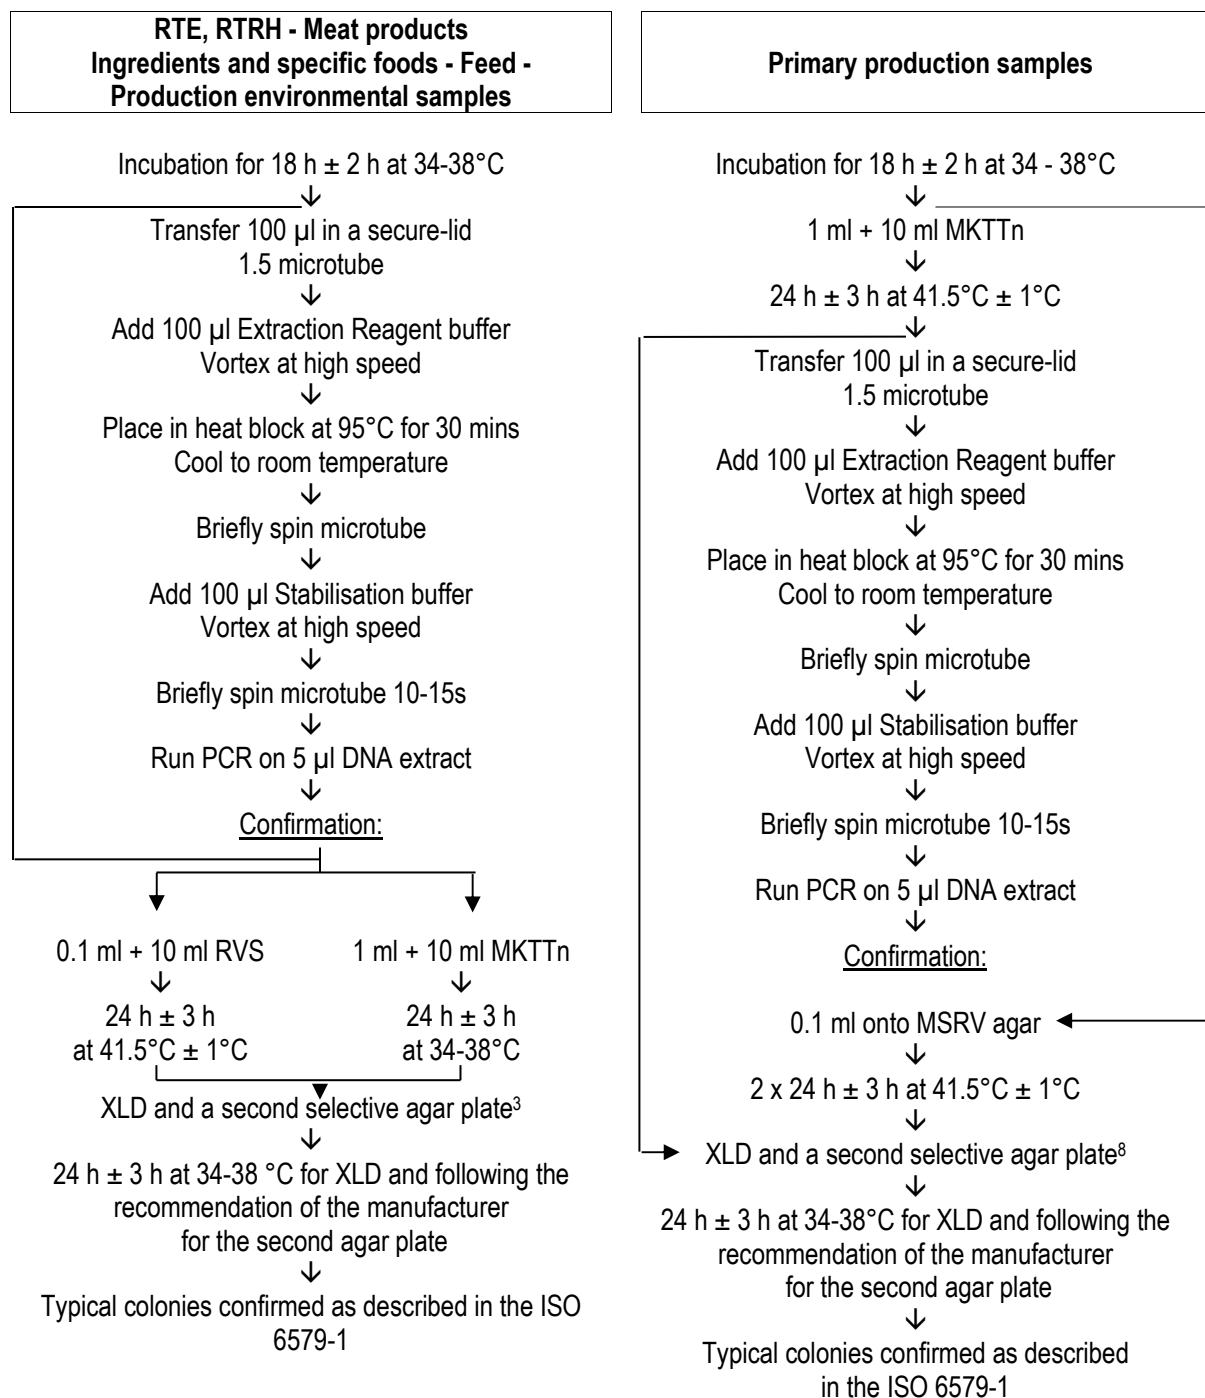 RTE, RTRH - Meat products
Ingredients and specific foods - Feed -
Production environmental samples
Incubation for 18 h ± 2 h at 34-38°C
Transfer 100 µl in a secure-lid
1.5 microtube
Add 100 µl Extraction Reagent buffer
Vortex at high speed
Place in heat block at 95°C for 30 mins
Cool to room temperature
Briefly spin microtube
Add 100 µl Stabilisation buffer
Vortex at high speed
Briefly spin microtube 10-15s
Run PCR on 5 µl DNA extract
Confirmation:
0.1 ml + 10 ml RVS
24 h ± 3 h
at 41.5°C ± 1°C
1 ml + 10 ml MKTTn
24 h ± 3 h
at 34-38°C
XLD and a second selective agar plate³
24 h ± 3 h at 34-38 °C for XLD and following the
recommendation of the manufacturer
for the second agar plate
Typical colonies confirmed as described in the ISO
6579-1
Primary production samples
Incubation for 18 h ± 2 h at 34 - 38°C
1 ml + 10 ml MKTTn
24 h ± 3 h at 41.5°C ± 1°C
Transfer 100 µl in a secure-lid
1.5 microtube
Add 100 µl Extraction Reagent buffer
Vortex at high speed
Place in heat block at 95°C for 30 mins
Cool to room temperature
Briefly spin microtube
Add 100 µl Stabilisation buffer
Vortex at high speed
Briefly spin microtube 10-15s
Run PCR on 5 µl DNA extract
Confirmation:
0.1 ml onto MSRV agar
2 x 24 h ± 3 h at 41.5°C ± 1°C
XLD and a second selective agar plate⁸
24 h ± 3 h at 34-38°C for XLD and following the
recommendation of the manufacturer
for the second agar plate
Typical colonies confirmed as described
in the ISO 6579-1